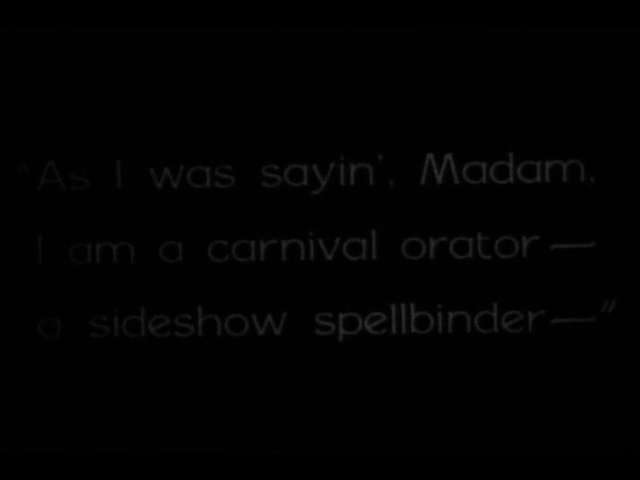 "As I was sayin', Madam,
I am a carnival orator—
a sideshow spellbinder—"